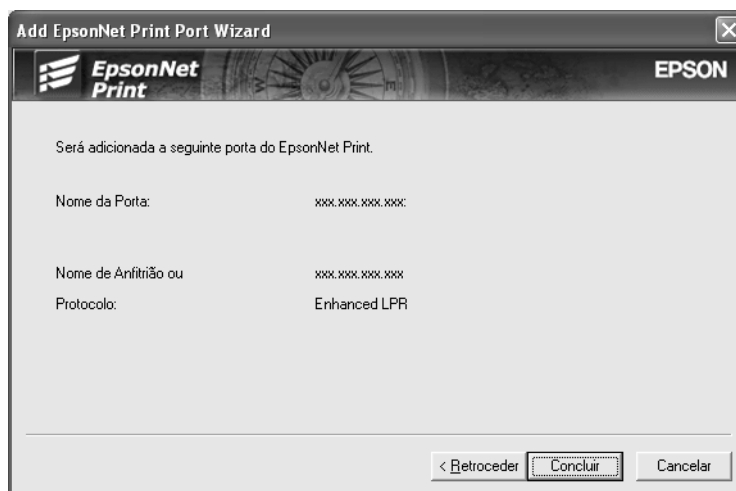 Add EpsonNet Print Port Wizard
EpsonNet
Print
EPSON
Será adicionada a seguinte porta do EpsonNet Print.
Nome da Porta: xxx.xxx.xxx.xxx:
Nome de Anfitrião ou xxx.xxx.xxx.xxx
Protocolo: Enhanced LPR
< Retroceder Concluir Cancelar